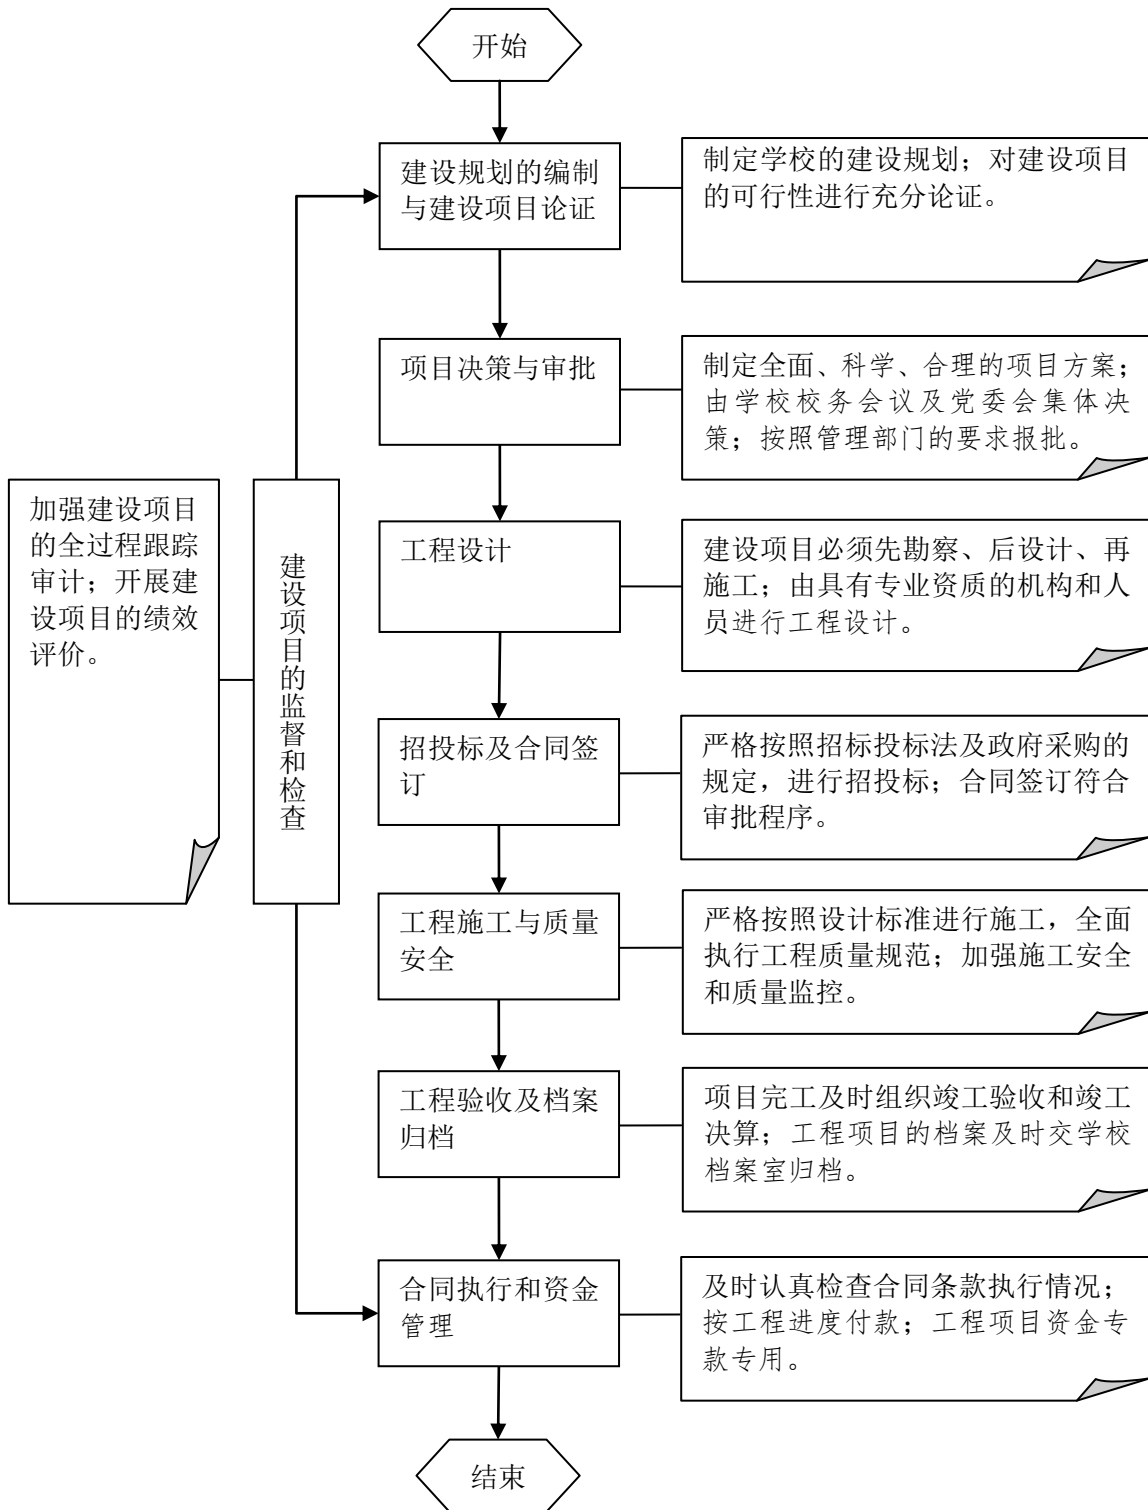 开始
建设规划的编制
与建设项目论证
制定学校的建设规划；对建设项目
的可行性进行充分论证。
项目决策与审批
制定全面、科学、合理的项目方案；
由学校校务会议及党委会集体决
策；按照管理部门的要求报批。
加强建设项目
的全过程跟踪
审计；开展建
设项目的绩效
评价。
建设项目的监督和检查
工程设计
建设项目必须先勘察、后设计、再
施工；由具有专业资质的机构和人
员进行工程设计。
招投标及合同签
订
严格按照招标投标法及政府采购的
规定，进行招投标；合同签订符合
审批程序。
工程施工与质量
安全
严格按照设计标准进行施工，全面
执行工程质量规范；加强施工安全
和质量监控。
工程验收及档案
归档
项目完工及时组织竣工验收和竣工
决算；工程项目的档案及时交学校
档案室归档。
合同执行和资金
管理
及时认真检查合同条款执行情况；
按工程进度付款；工程项目资金专
款专用。
结束